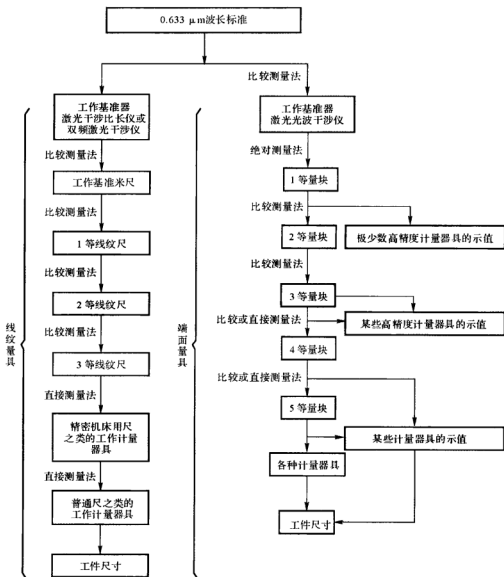 0.633 μm波长标准
比较测量法
工作基准器
激光干涉比长仪或
双频激光干涉仪
比较测量法
工作基准米尺
比较测量法
1等线纹尺
比较测量法
2等线纹尺
比较测量法
3等线纹尺
直接测量法
精密机床用尺
之类的工作计量
器具
直接测量法
普通尺之类的
工作计量器具
工件尺寸
线纹量具
工作基准器
激光光波干涉仪
绝对测量法
1等量块
比较测量法
2等量块
极少数高精度计量器具的示值
比较测量法
3等量块
某些高精度计量器具的示值
比较或直接测量法
4等量块
比较或直接测量法
5等量块
某些计量器具的示值
各种计量器具
工件尺寸
端面量具